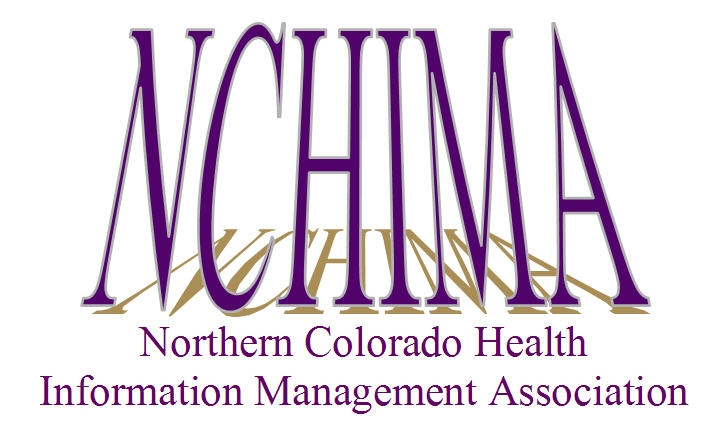 NCHIMA
Northern Colorado Health
Information Management Association